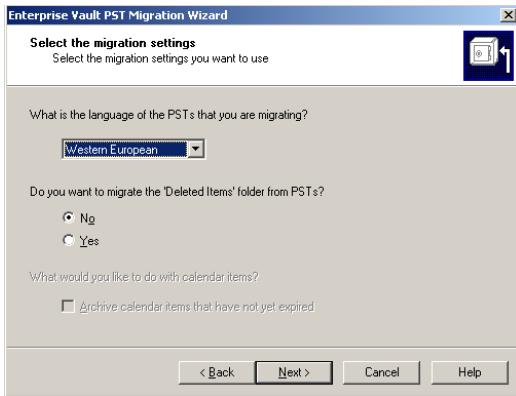 Enterprise Vault PST Migration Wizard
Select the migration settings
Select the migration settings you want to use
What is the language of the PSTs that you are migrating?
Western European
Do you want to migrate the 'Deleted Items' folder from PSTs?
No
Yes
What would you like to do with calendar items?
Archive calendar items that have not yet expired
< Back Next > Cancel Help